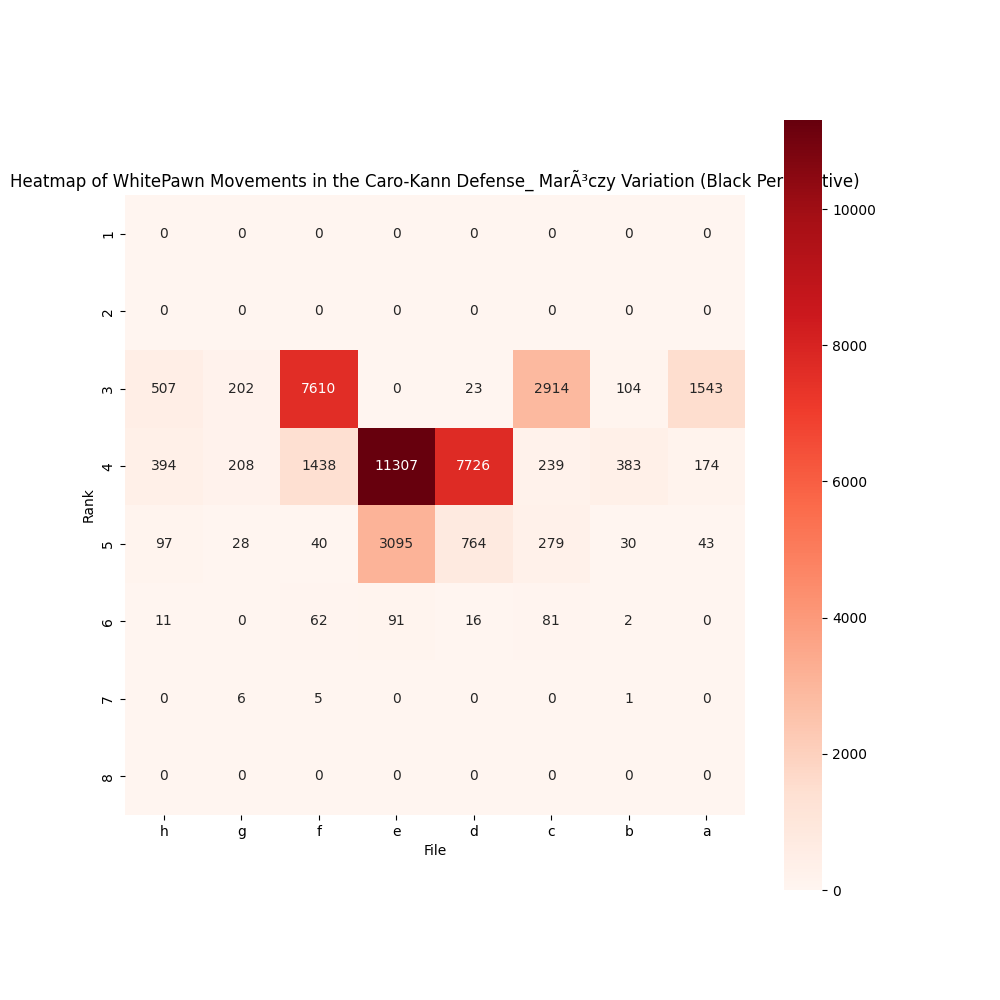 Heatmap of WhitePawn Movements in the Caro-Kann Defense_ MarÃ³czy Variation (Black Per tive)
10000
1 0 0 0 0 0 0 0 0
2 0 0 0 0 0 0 0 0
8000
3 507 202 7610 0 23 2914 104 1543
4 394 208 1438 11307 7726 239 383 174
6000
Rank
5 97 28 40 3095 764 279 30 43
4000
6 11 0 62 91 16 81 2 0
7 0 6 5 0 0 0 1 0
2000
8 0 0 0 0 0 0 0 0
h g f e d c b a
File
0